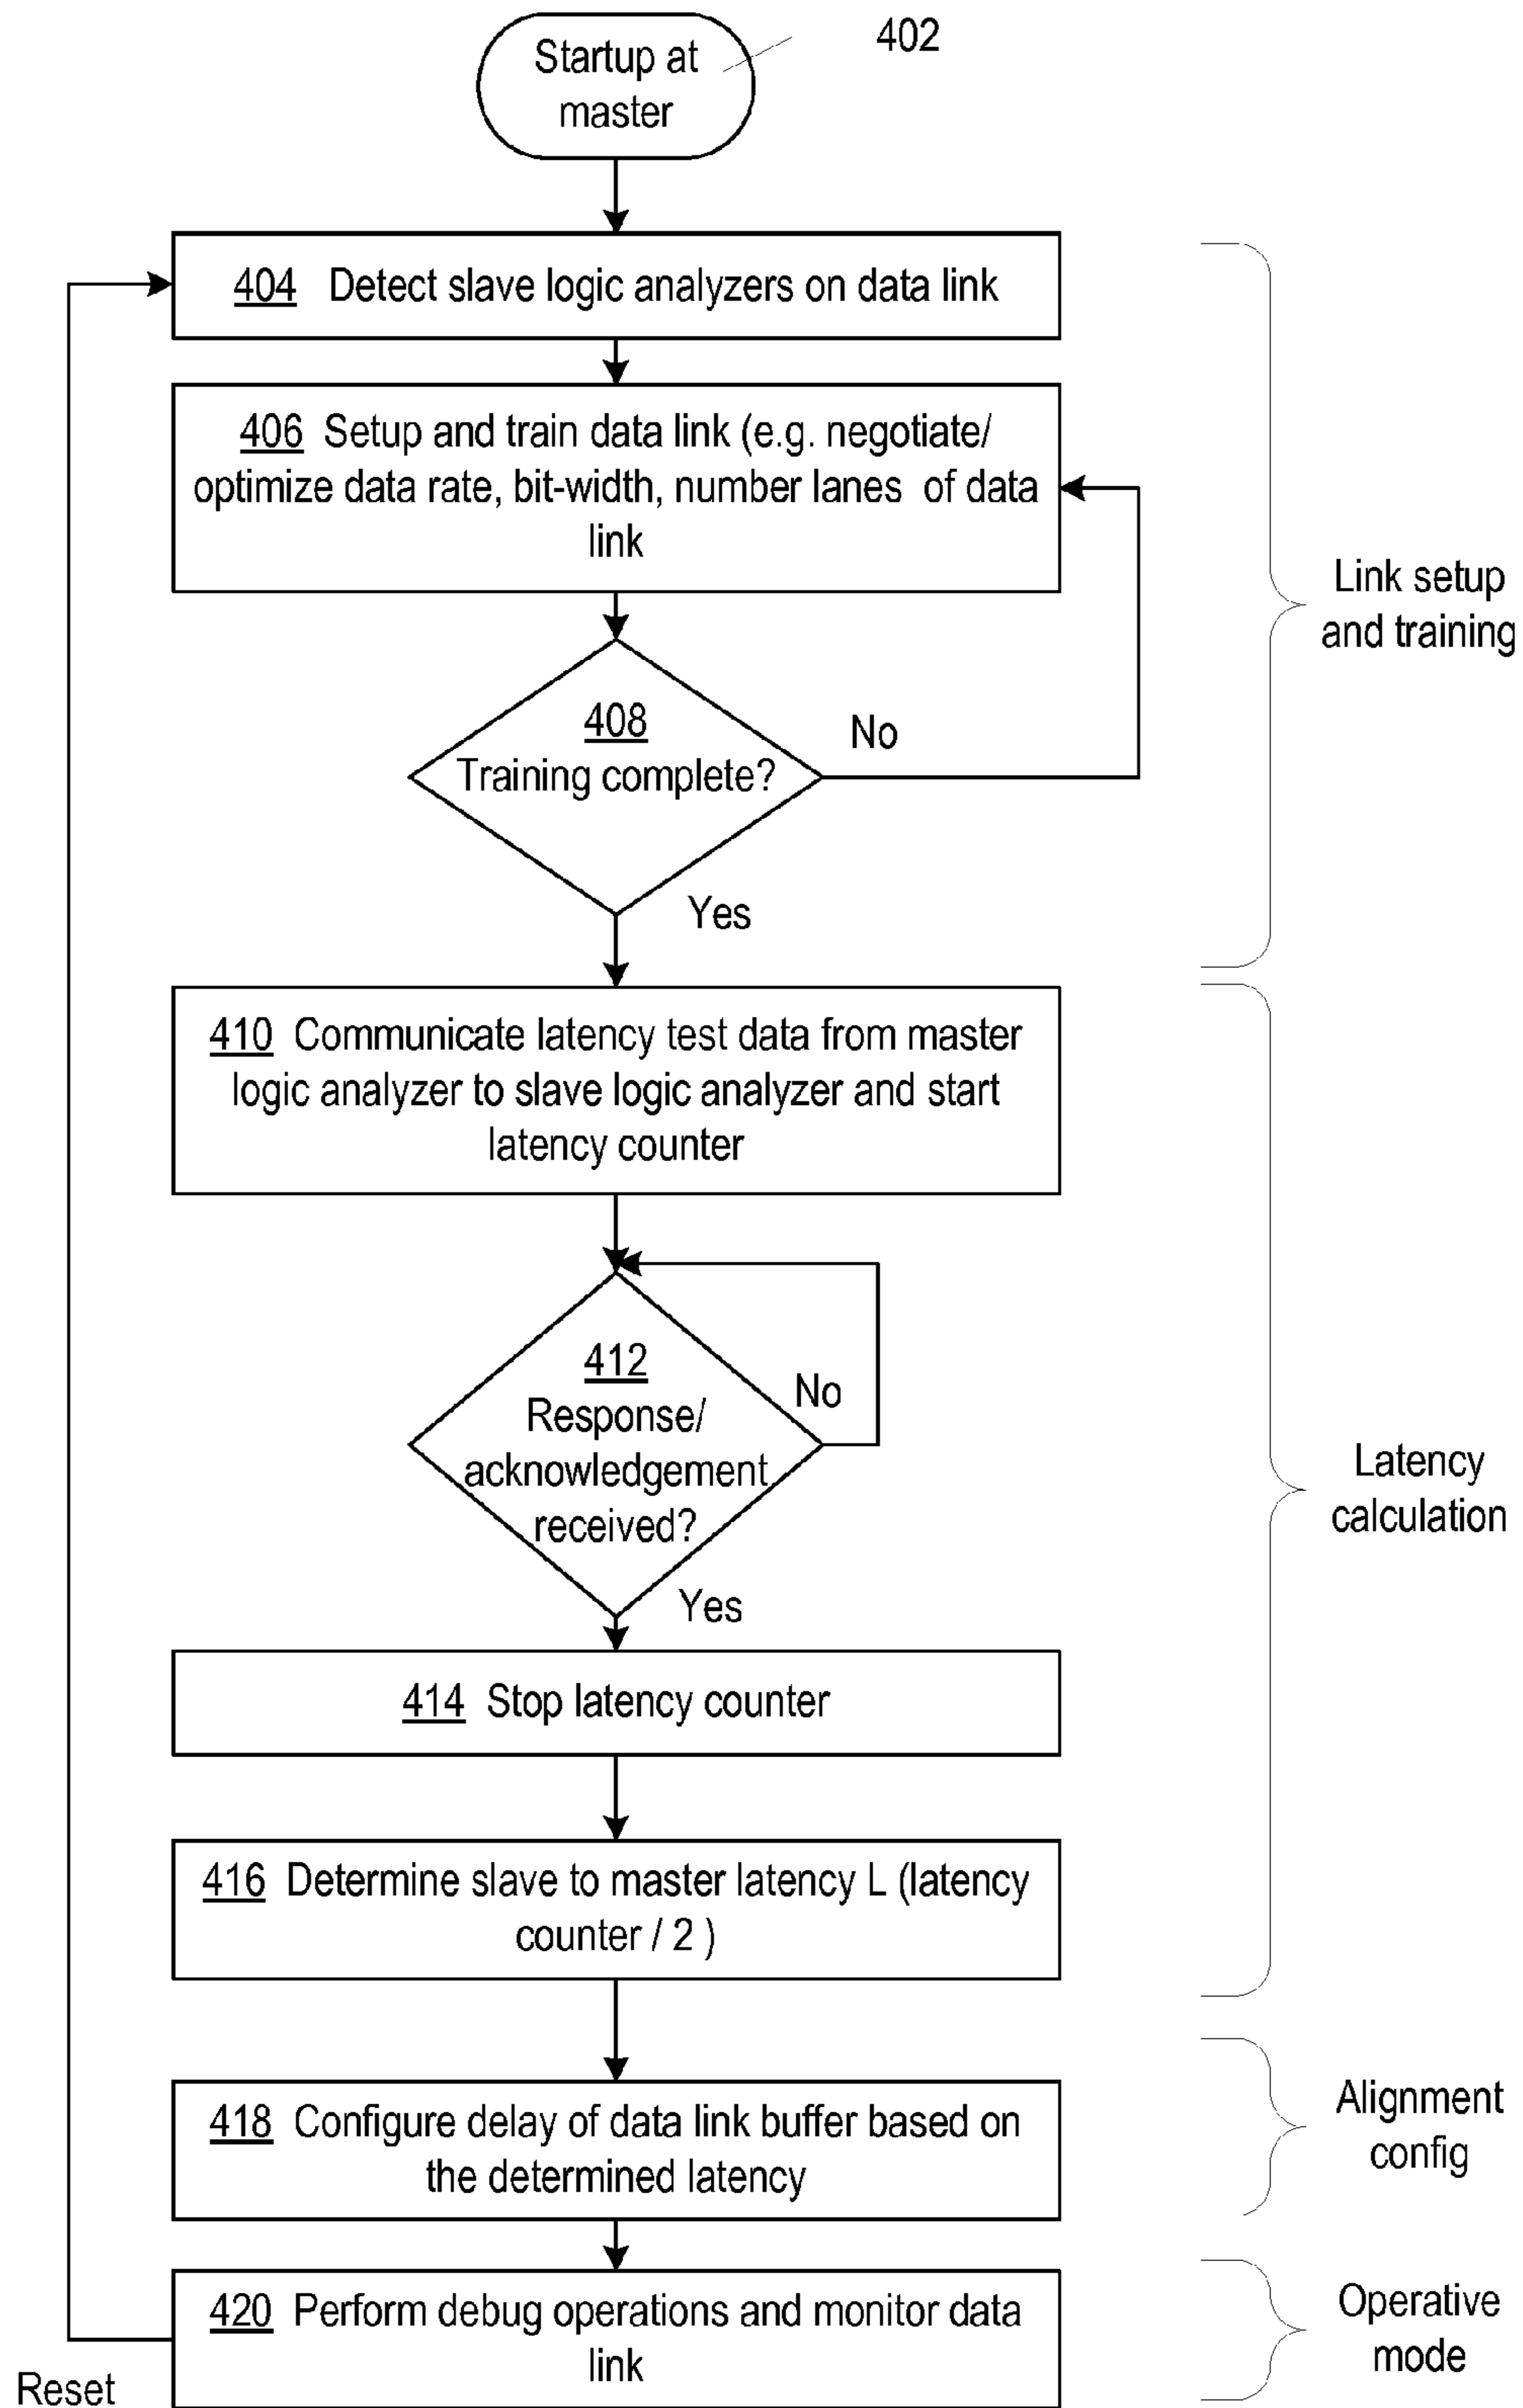 Startup at
master
402
404 Detect slave logic analyzers on data link
406 Setup and train data link (e.g. negotiate/
optimize data rate, bit-width, number lanes of data
link
Link setup
and training
408
Training complete?
No
Yes
410 Communicate latency test data from master
logic analyzer to slave logic analyzer and start
latency counter
412
Response/
acknowledgement
received?
No
Yes
Latency
calculation
414 Stop latency counter
416 Determine slave to master latency L (latency
counter / 2 )
418 Configure delay of data link buffer based on
the determined latency
Alignment
config
420 Perform debug operations and monitor data
link
Operative
mode
Reset